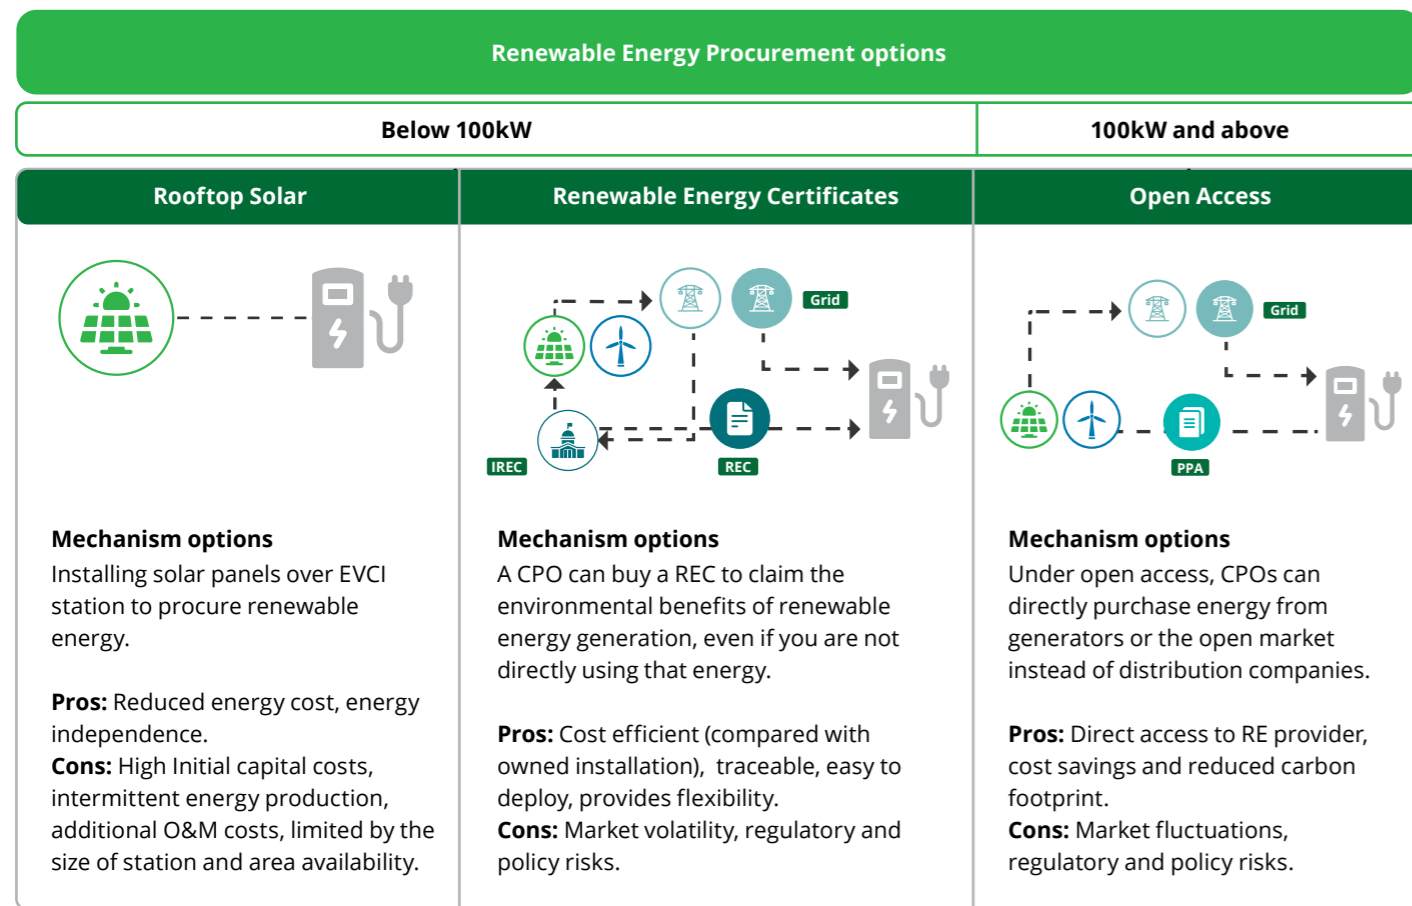 Renewable Energy Procurement options
Below 100kW
100kW and above
Rooftop Solar
Renewable Energy Certificates
Open Access
Grid
IREC
REC
Grid
PPA
Mechanism options
Installing solar panels over EVCI
station to procure renewable
energy.
Pros: Reduced energy cost, energy
independence.
Cons: High Initial capital costs,
intermittent energy production,
additional O&M costs, limited by the
size of station and area availability.
Mechanism options
A CPO can buy a REC to claim the
environmental benefits of renewable
energy generation, even if you are not
directly using that energy.
Pros: Cost efficient (compared with
owned installation), traceable, easy to
deploy, provides flexibility.
Cons: Market volatility, regulatory and
policy risks.
Mechanism options
Under open access, CPOs can
directly purchase energy from
generators or the open market
instead of distribution companies.
Pros: Direct access to RE provider,
cost savings and reduced carbon
footprint.
Cons: Market fluctuations,
regulatory and policy risks.